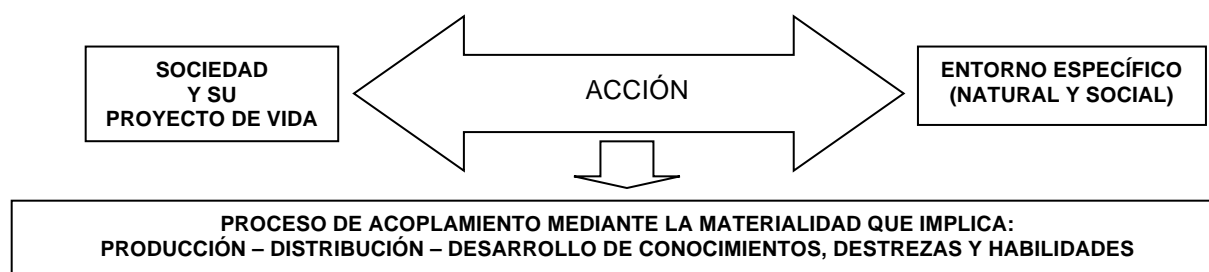 SOCIEDAD
Y SU
PROYECTO DE VIDA
ACCIÓN
ENTORNO ESPECÍFICO
(NATURAL Y SOCIAL)
PROCESO DE ACOPLAMIENTO MEDIANTE LA MATERIALIDAD QUE IMPLICA:
PRODUCCIÓN – DISTRIBUCIÓN – DESARROLLO DE CONOCIMIENTOS, DESTREZAS Y HABILIDADES